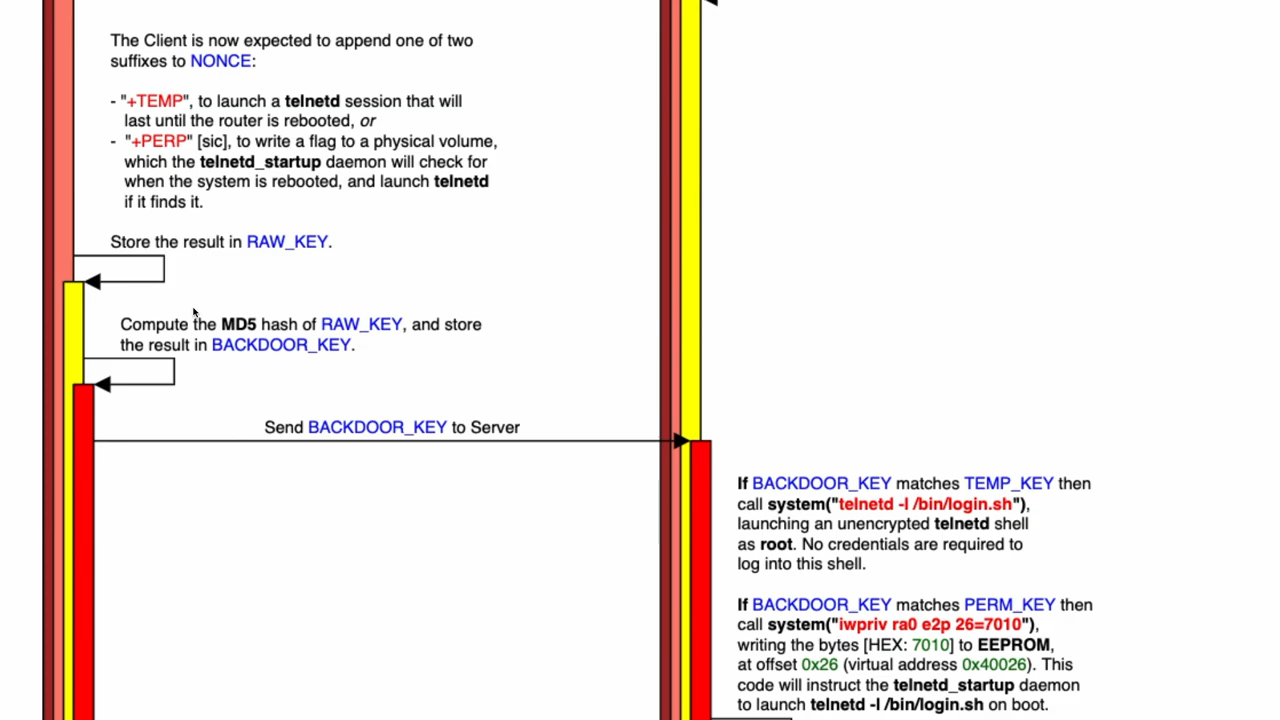 The Client is now expected to append one of two
suffixes to NONCE:
- "+TEMP", to launch a telnetd session that will
last until the router is rebooted, or
- "+PERP" [sic], to write a flag to a physical volume,
which the telnetd_startup daemon will check for
when the system is rebooted, and launch telnetd
if it finds it.
Store the result in RAW_KEY.
Compute the MD5 hash of RAW_KEY, and store
the result in BACKDOOR_KEY.
Send BACKDOOR_KEY to Server
If BACKDOOR_KEY matches TEMP_KEY then
call system("telnetd -l /bin/login.sh"),
launching an unencrypted telnetd shell
as root. No credentials are required to
log into this shell.
If BACKDOOR_KEY matches PERM_KEY then
call system("iwpriv ra0 e2p 26=7010"),
writing the bytes [HEX: 7010] to EEPROM,
at offset 0x26 (virtual address 0x40026). This
code will instruct the telnetd_startup daemon
to launch telnetd -l /bin/login.sh on boot.